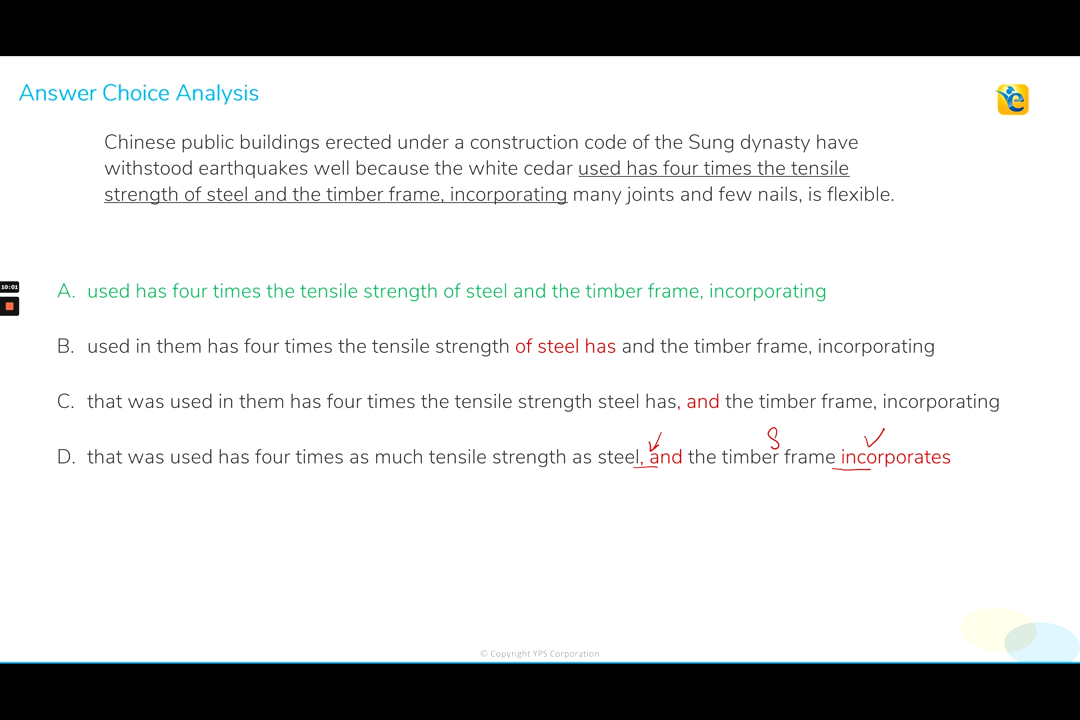 Answer Choice Analysis
Chinese public buildings erected under a construction code of the Sung dynasty have
withstood earthquakes well because the white cedar used has four times the tensile
strength of steel and the timber frame, incorporating many joints and few nails, is flexible.
10:01
A. used has four times the tensile strength of steel and the timber frame, incorporating
B. used in them has four times the tensile strength of steel has and the timber frame, incorporating
C. that was used in them has four times the tensile strength steel has, and the timber frame, incorporating
S
D. that was used has four times as much tensile strength as steel, and the timber frame incorporates
© Copyright YPS Corporation